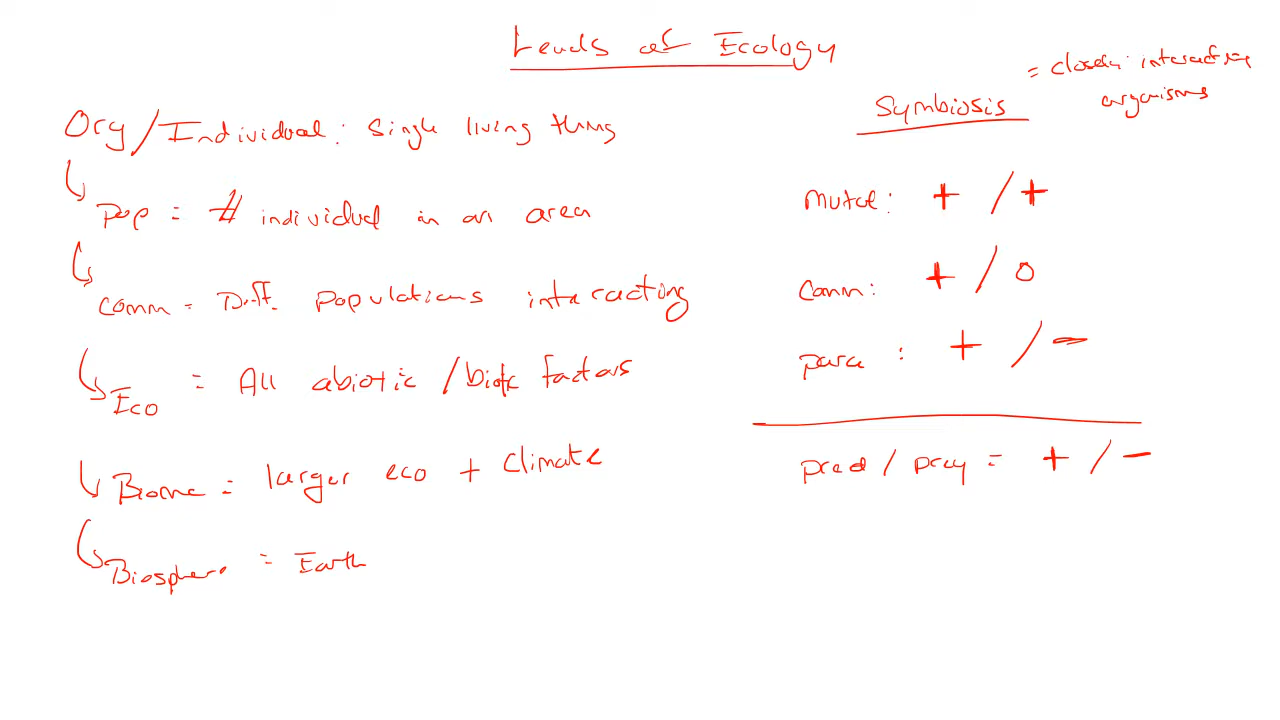 Levels of Ecology
Org/Individual: single living thing
Pop = # individual in an area
Comm = Diff. populations interacting
Eco = All abiotic/biotic factors
Biome = larger eco + climate
Biosphere = Earth
Symbiosis
= closely interacting
organisms
Mutal: +/+
Comm: +/0
para: +/-
pred/prey = +/-